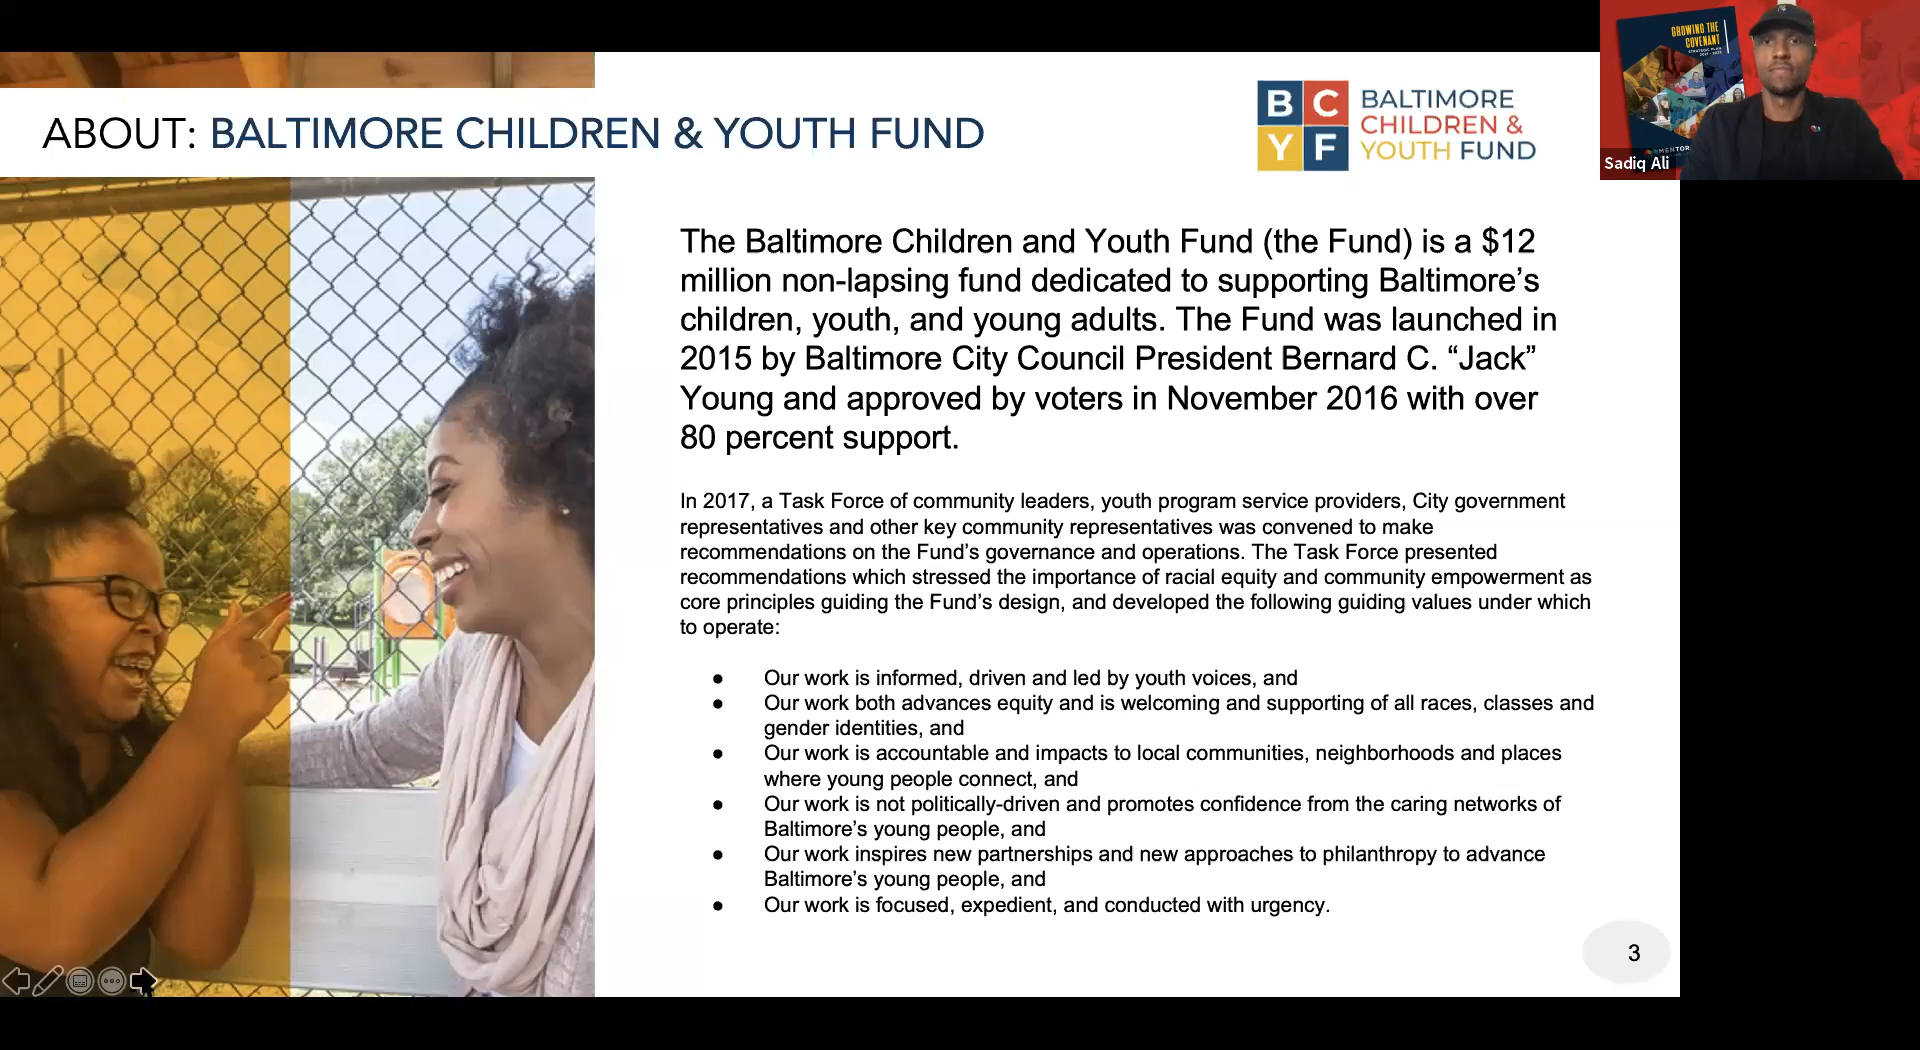 GROWING THE
COVENANT
STRATEGIC PLAN
MENTOR
Sadiq Ali
ABOUT: BALTIMORE CHILDREN & YOUTH FUND
B C
Y F
BALTIMORE
CHILDREN &
YOUTH FUND
The Baltimore Children and Youth Fund (the Fund) is a $12
million non-lapsing fund dedicated to supporting Baltimore’s
children, youth, and young adults. The Fund was launched in
2015 by Baltimore City Council President Bernard C. “Jack”
Young and approved by voters in November 2016 with over
80 percent support.
In 2017, a Task Force of community leaders, youth program service providers, City government
representatives and other key community representatives was convened to make
recommendations on the Fund’s governance and operations. The Task Force presented
recommendations which stressed the importance of racial equity and community empowerment as
core principles guiding the Fund’s design, and developed the following guiding values under which
to operate:
● Our work is informed, driven and led by youth voices, and
● Our work both advances equity and is welcoming and supporting of all races, classes and
gender identities, and
● Our work is accountable and impacts to local communities, neighborhoods and places
where young people connect, and
● Our work is not politically-driven and promotes confidence from the caring networks of
Baltimore’s young people, and
● Our work inspires new partnerships and new approaches to philanthropy to advance
Baltimore’s young people, and
● Our work is focused, expedient, and conducted with urgency.
3